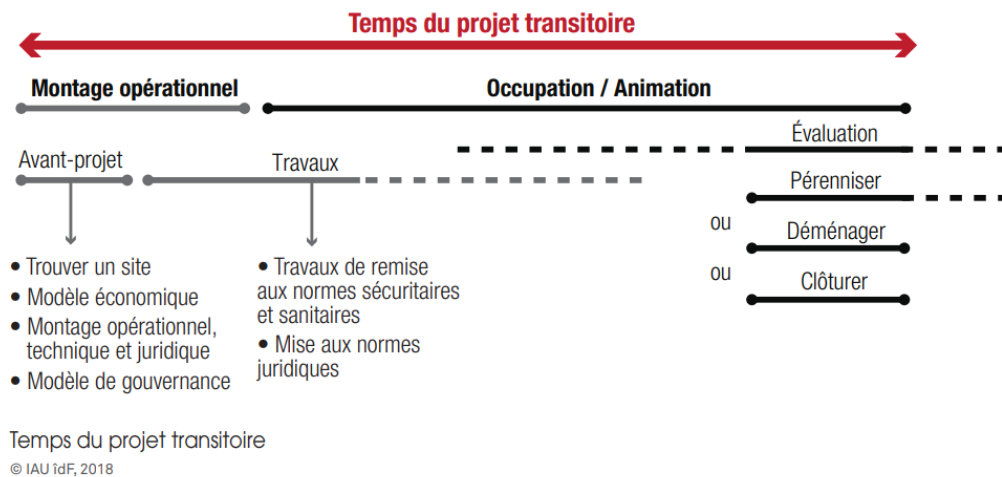 Temps du projet transitoire
Montage opérationnel
Occupation / Animation
Évaluation
Avant-projet
Travaux
Pérenniser
ou
Déménager
ou
Clôturer
• Trouver un site
• Modèle économique
• Montage opérationnel,
technique et juridique
• Modèle de gouvernance
• Travaux de remise
aux normes sécuritaires
et sanitaires
• Mise aux normes
juridiques
Temps du projet transitoire
© IAU îdF, 2018